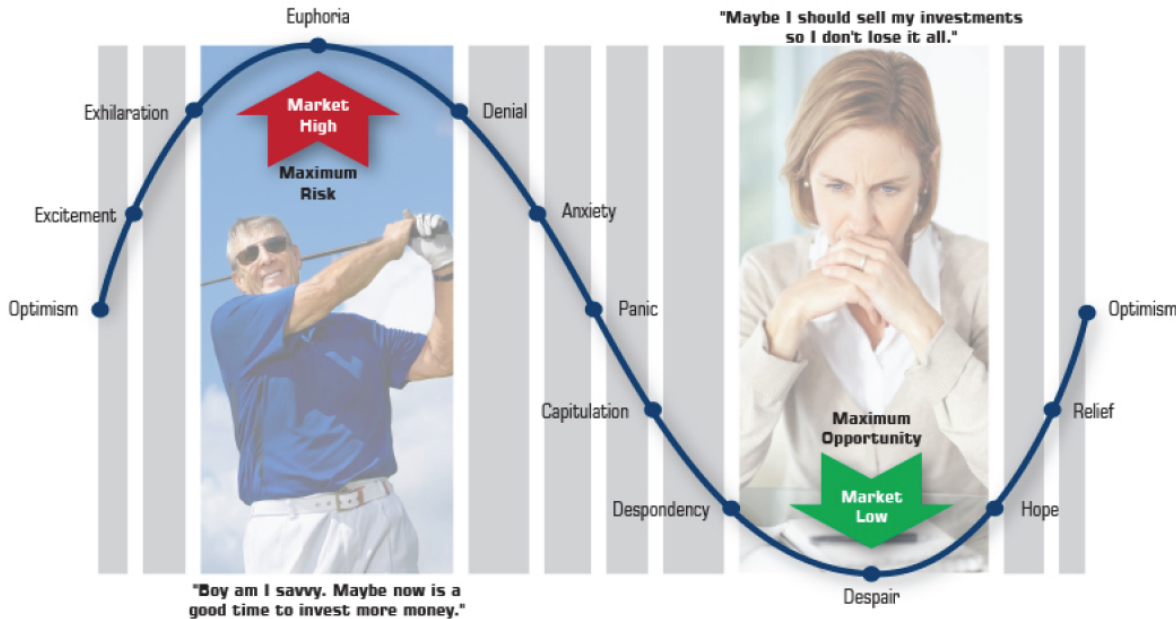 Euphoria
"Maybe I should sell my investments
so I don't lose it all."
Exhilaration
Market
High
Denial
Maximum
Risk
Excitement
Anxiety
Optimism
Panic
Optimism
Capitulation
Maximum
Opportunity
Relief
Despondency
Market
Low
Hope
"Boy am I savvy. Maybe now is a
good time to invest more money."
Despair